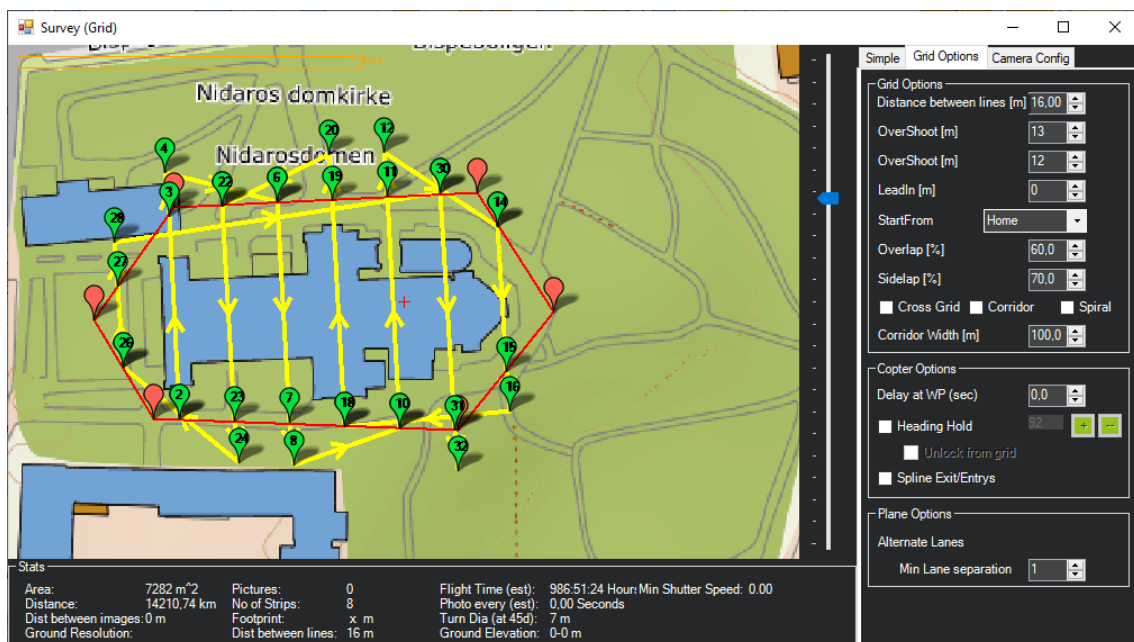 Survey (Grid)
Dispesoligen
Nidaros domkirke
Nidarosdomen
4
20
12
3
22
6
19
11
30
28
14
27
26
15
2
23
7
18
10
31
16
24
8
32
Simple Grid Options Camera Config
Grid Options
Distance between lines [m] 16,00
OverShoot [m] 13
OverShoot [m] 12
LeadIn [m] 0
StartFrom Home
Overlap [%] 60,0
Sidelap [%] 70,0
Cross Grid Corridor Spiral
Corridor Width [m] 100,0
Copter Options
Delay at WP (sec) 0,0
Heading Hold 92 + –
Unlock from grid
Spline Exit/Entrys
Plane Options
Alternate Lanes
Min Lane separation 1
Stats
Area: 7282 m^2 Pictures: 0 Flight Time (est): 986:51:24 Hour: Min Shutter Speed: 0.00
Distance: 14210,74 km No of Strips: 8 Photo every (est): 0,00 Seconds
Dist between images: 0 m Footprint: x m Turn Dia (at 45d): 7 m
Ground Resolution: Dist between lines: 16 m Ground Elevation: 0-0 m